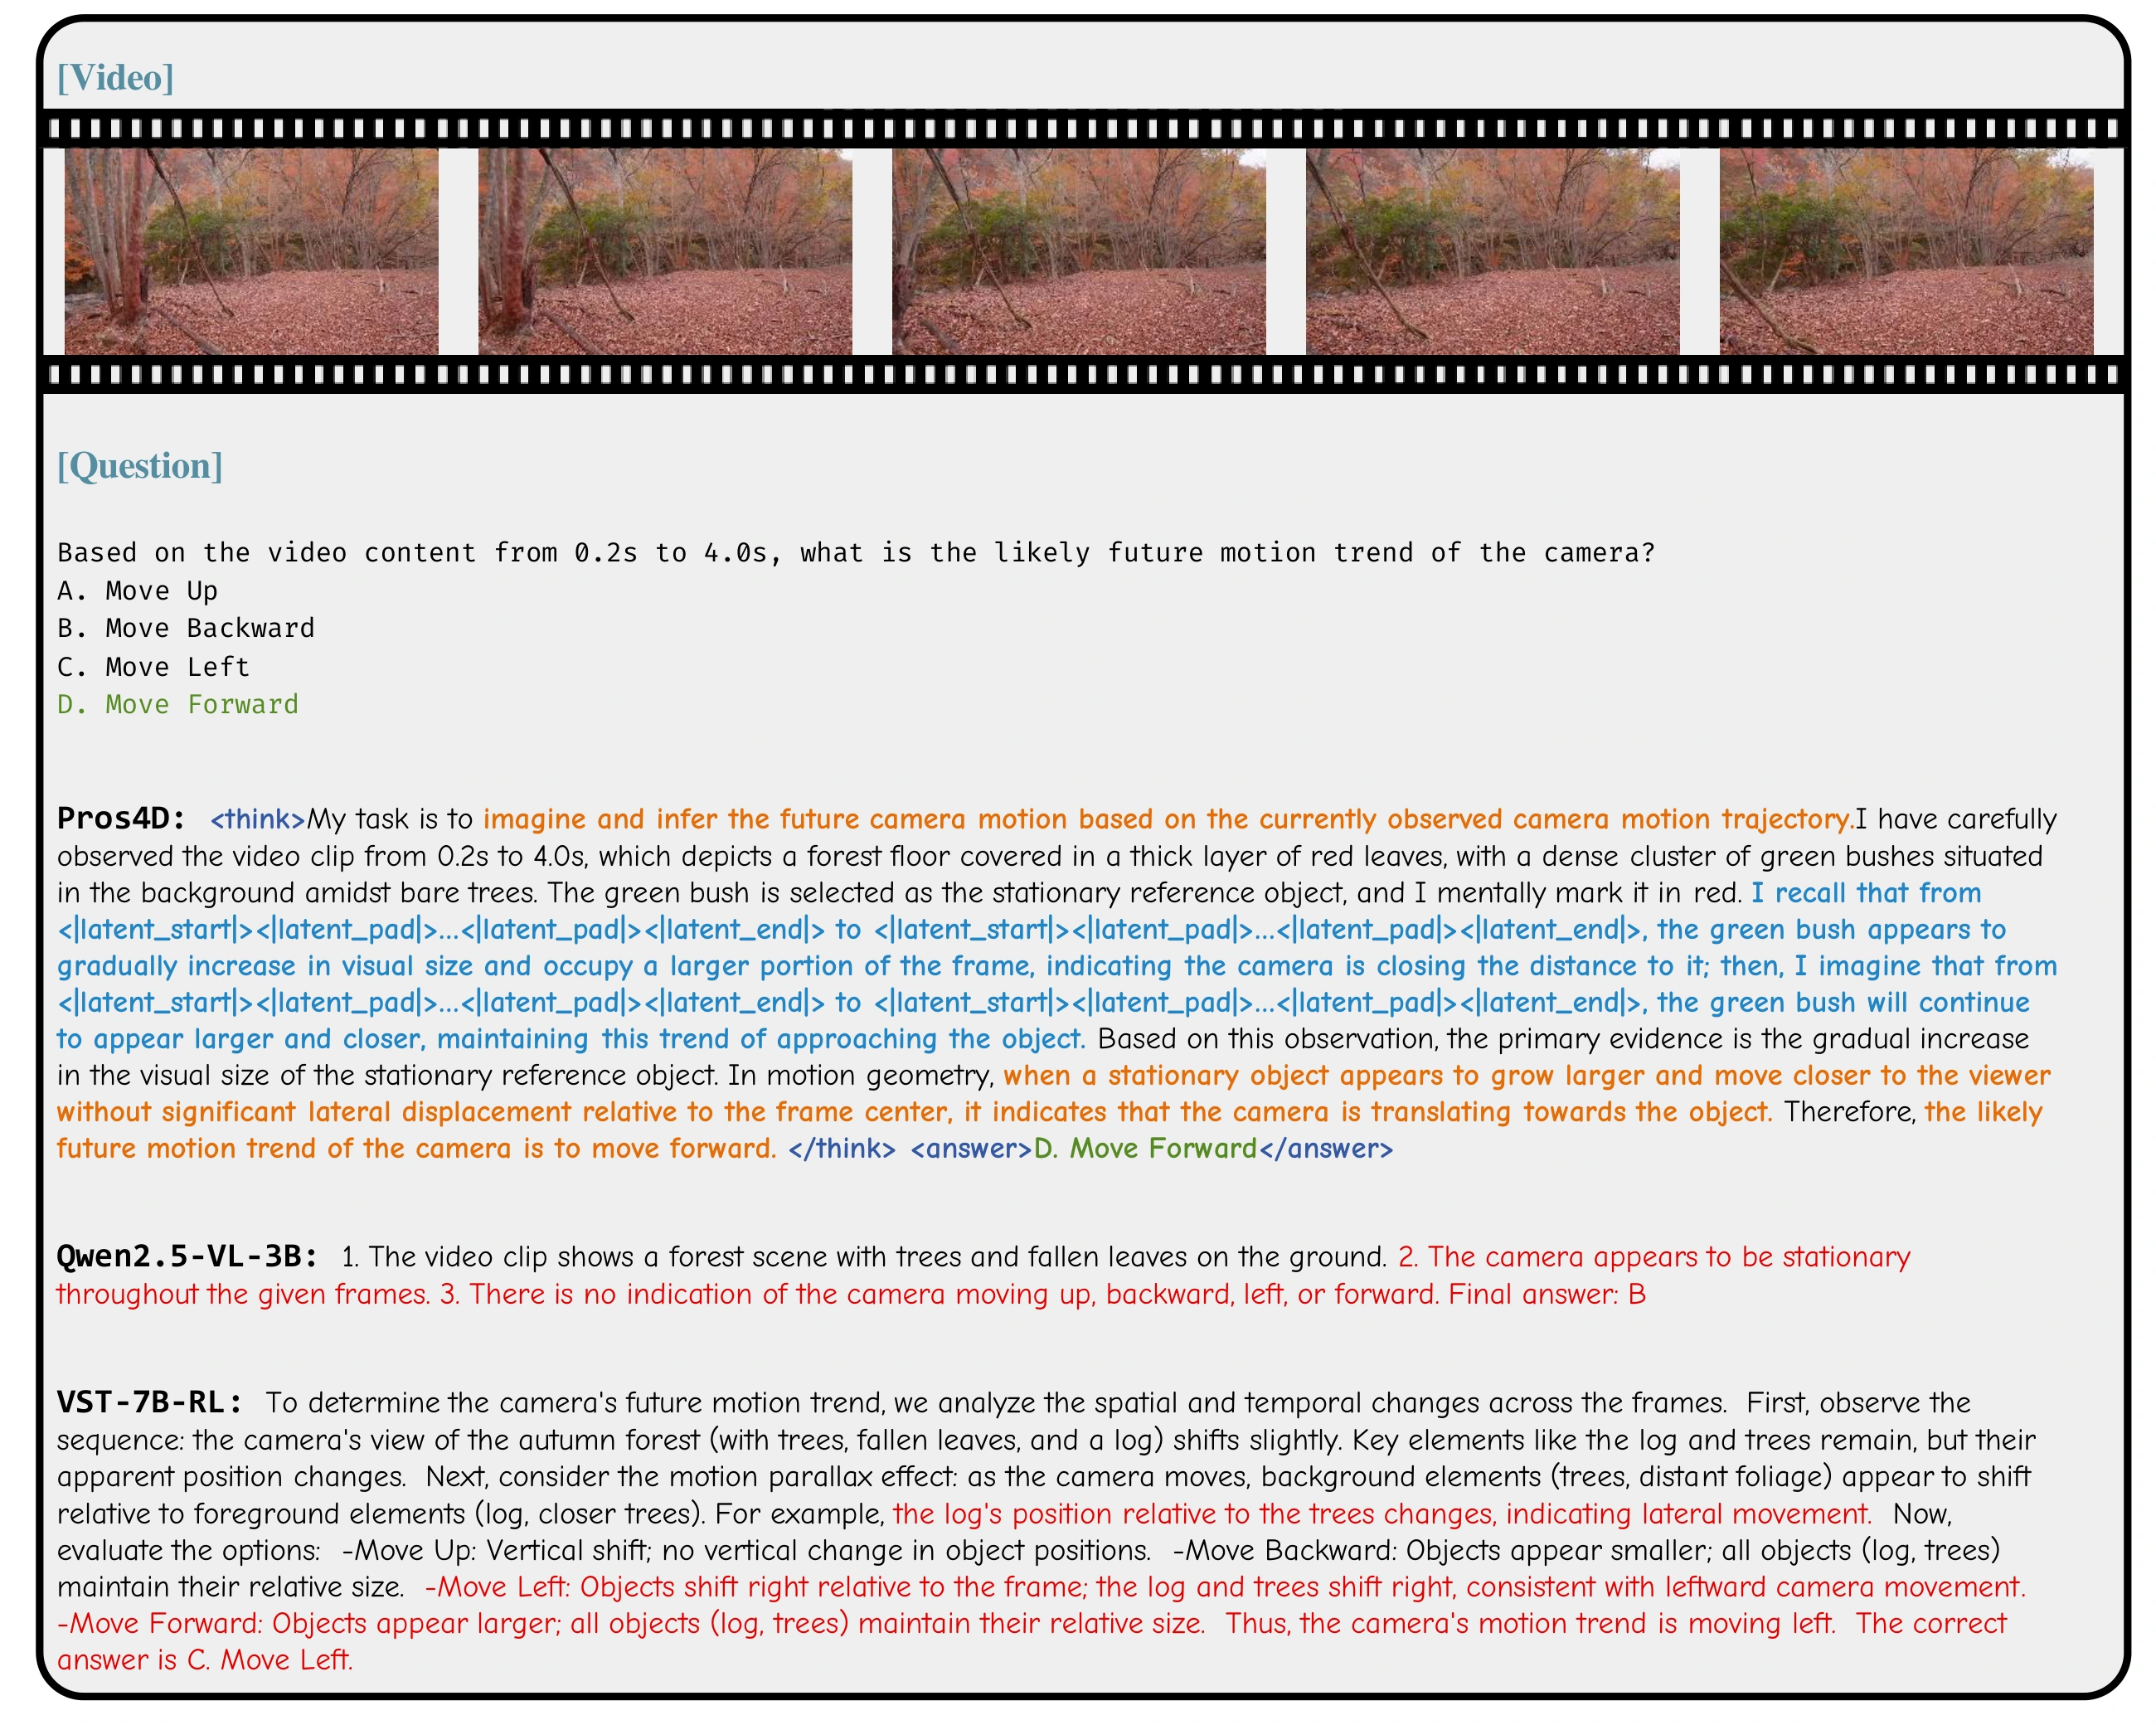 [Video]
[Question]
Based on the video content from 0.2s to 4.0s, what is the likely future motion trend of the camera?
A. Move Up
B. Move Backward
C. Move Left
D. Move Forward
Pros4D: <think>My task is to imagine and infer the future camera motion based on the currently observed camera motion trajectory.I have carefully
observed the video clip from 0.2s to 4.0s, which depicts a forest floor covered in a thick layer of red leaves, with a dense cluster of green bushes situated
in the background amidst bare trees. The green bush is selected as the stationary reference object, and I mentally mark it in red. I recall that from
<|latent_start|><|latent_pad|>...<|latent_pad|><|latent_end|> to <|latent_start|><|latent_pad|>...<|latent_pad|><|latent_end|>, the green bush appears to
gradually increase in visual size and occupy a larger portion of the frame, indicating the camera is closing the distance to it; then, I imagine that from
<|latent_start|><|latent_pad|>...<|latent_pad|><|latent_end|> to <|latent_start|><|latent_pad|>...<|latent_pad|><|latent_end|>, the green bush will continue
to appear larger and closer, maintaining this trend of approaching the object. Based on this observation, the primary evidence is the gradual increase
in the visual size of the stationary reference object. In motion geometry, when a stationary object appears to grow larger and move closer to the viewer
without significant lateral displacement relative to the frame center, it indicates that the camera is translating towards the object. Therefore, the likely
future motion trend of the camera is to move forward. </think> <answer>D. Move Forward</answer>
Qwen2.5-VL-3B: 1. The video clip shows a forest scene with trees and fallen leaves on the ground. 2. The camera appears to be stationary
throughout the given frames. 3. There is no indication of the camera moving up, backward, left, or forward. Final answer: B
VST-7B-RL: To determine the camera's future motion trend, we analyze the spatial and temporal changes across the frames. First, observe the
sequence: the camera's view of the autumn forest (with trees, fallen leaves, and a log) shifts slightly. Key elements like the log and trees remain, but their
apparent position changes. Next, consider the motion parallax effect: as the camera moves, background elements (trees, distant foliage) appear to shift
relative to foreground elements (log, closer trees). For example, the log's position relative to the trees changes, indicating lateral movement. Now,
evaluate the options: -Move Up: Vertical shift; no vertical change in object positions. -Move Backward: Objects appear smaller; all objects (log, trees)
maintain their relative size. -Move Left: Objects shift right relative to the frame; the log and trees shift right, consistent with leftward camera movement.
-Move Forward: Objects appear larger; all objects (log, trees) maintain their relative size. Thus, the camera's motion trend is moving left. The correct
answer is C. Move Left.